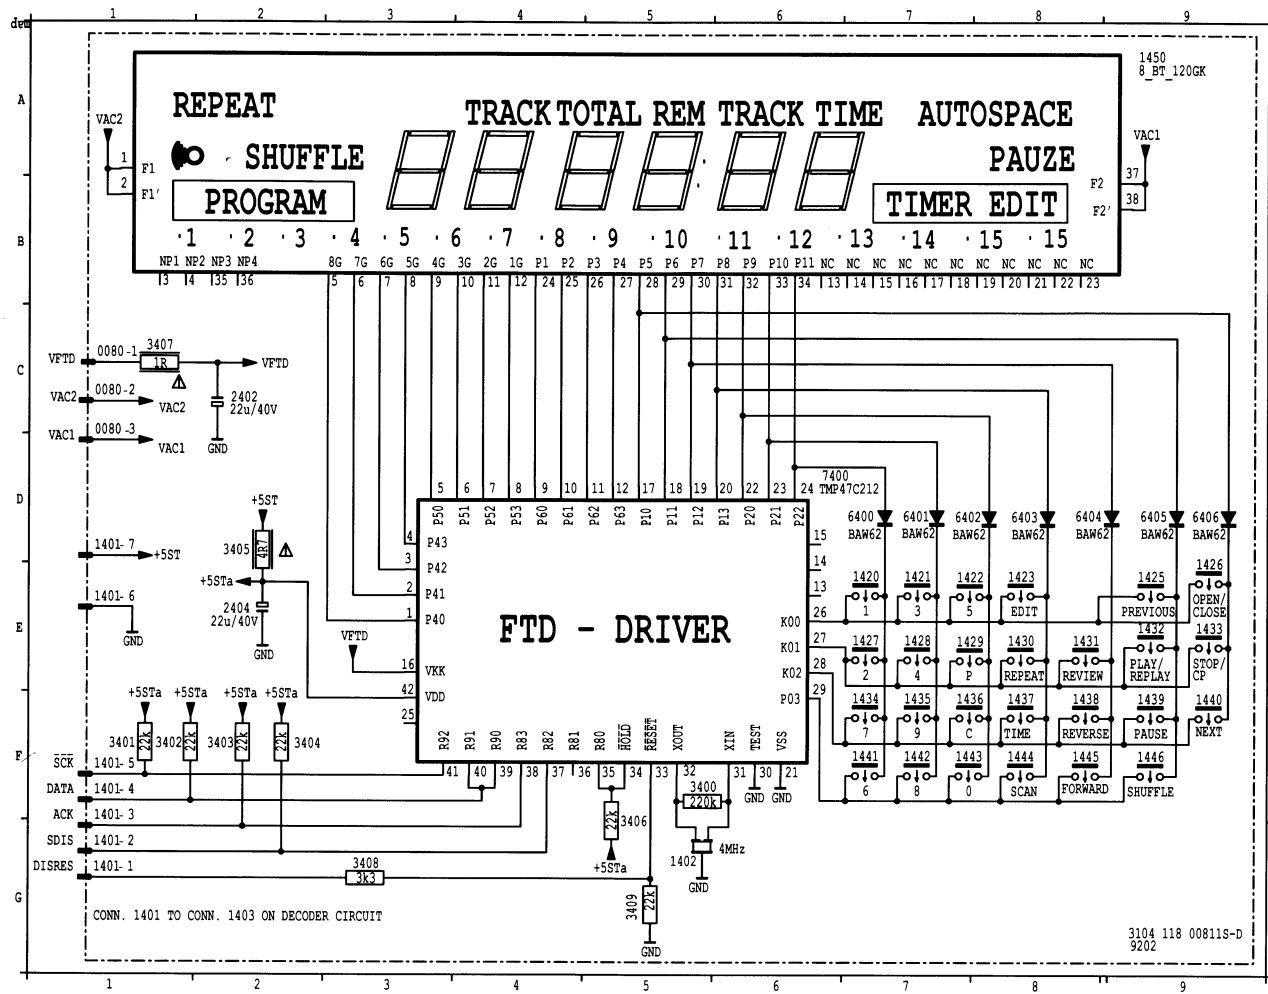 1 2 3 4 5 6 7 8 9
1450
8_BT_120GK
A
REPEAT TRACK TOTAL REM TRACK TIME AUTOSPACE
VAC2 VAC1
SHUFFLE PAUZE
1 F1 F2 37
2 F1' F2' 38
PROGRAM TIMER EDIT
B
1 2 3 4 5 6 7 8 9 10 11 12 13 14 15 15
NP1 NP2 NP3 NP4 8G 7G 6G 5G 4G 3G 2G 1G P1 P2 P3 P4 P5 P6 P7 P8 P9 P10 P11 NC NC NC NC NC NC NC NC NC NC NC
3 4 35 36 5 6 7 8 9 10 11 12 24 25 26 27 28 29 30 31 32 33 34 13 14 15 16 17 18 19 20 21 22 23
C
VFTD 0080-1 3407 1R VFTD
VAC2 0080-2 VAC2 2402
22u/40V
VAC1 0080-3 VAC1 GND
D
+5ST
5 6 7 8 9 10 11 12 17 18 19 20 22 23 24
7400
TMP47C212
P50 P51 P52 P53 P60 P61 P62 P63 P10 P11 P12 P13 P20 P21 P22
6400 6401 6402 6403 6404 6405 6406
BAW62 BAW62 BAW62 BAW62 BAW62 BAW62 BAW62
1401-7 +5ST 3405 4R7
+5STa
4 P43 15
3 P42 14
2 P41 13
1 P40 K00 26
E
1401-6 GND
2404
22u/40V
GND
VFTD
FTD - DRIVER
1420 1421 1422 1423 1425 1426
1 3 5 EDIT PREVIOUS OPEN/
CLOSE
K01 27
16 VKK K02 28
42 VDD P03 29
25
1427 1428 1429 1430 1431 1432 1433
2 4 P REPEAT REVIEW PLAY/
REPLAY STOP/
CP
+5STa +5STa +5STa +5STa
3401 22k 3402 22k 3403 22k 22k 3404
F
1434 1435 1436 1437 1438 1439 1440
7 9 C TIME REVERSE PAUSE NEXT
R92 R91 R90 R83 R82 R81 R80 HOLD RESET XOUT XIN TEST VSS
41 40 39 38 37 36 35 34 33 32 31 30 21
1441 1442 1443 1444 1445 1446
6 8 0 SCAN FORWARD SHUFFLE
SCK 1401-5
DATA 1401-4
ACK 1401-3
SDIS 1401-2
DISRES 1401-1
3400
220k
GND GND
22k 3406
+5STa
1402 4MHz
GND
3408
3k3
G
3409 22k
GND
CONN. 1401 TO CONN. 1403 ON DECODER CIRCUIT
3104 118 00811S-D
9202
1 2 3 4 5 6 7 8 9